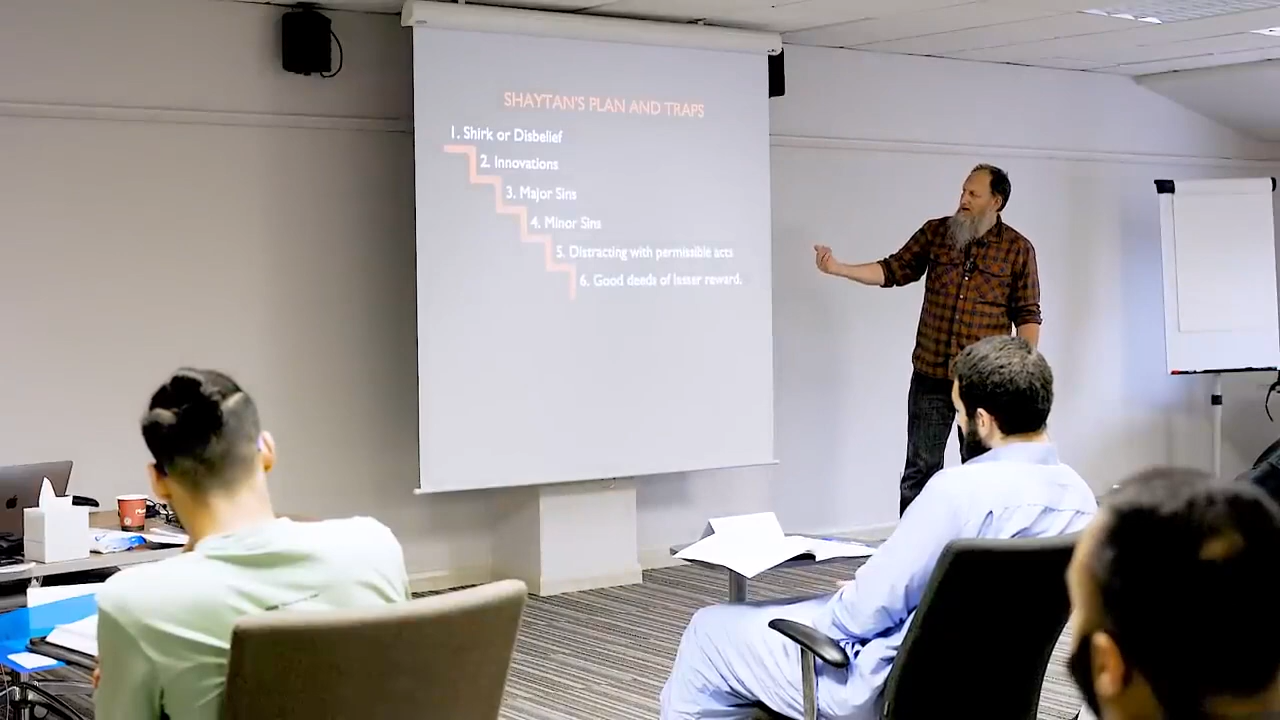 SHAYTAN'S PLAN AND TRAPS
1. Shirk or Disbelief
2. Innovations
3. Major Sins
4. Minor Sins
5. Distracting with permissible acts
6. Good deeds of lesser reward.